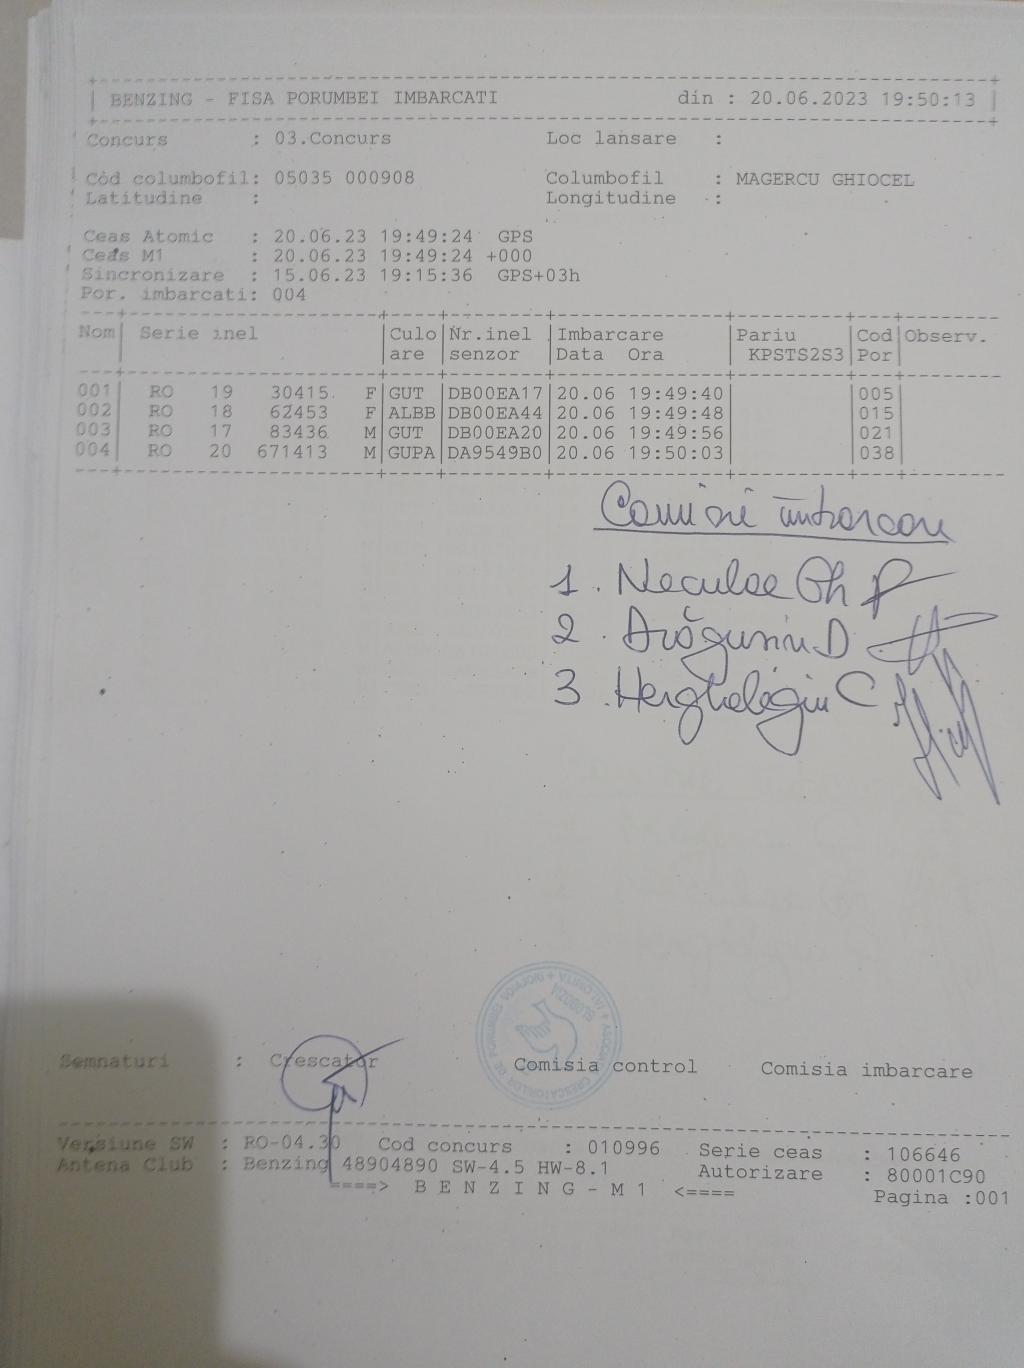 BENZING - FISA PORUMBEI IMBARCATI din : 20.06.2023 19:50:13
Concurs : 03.Concurs Loc lansare :
Cod columbofil: 05035 000908 Columbofil : MAGERCU GHIOCEL
Latitudine : Longitudine :
Ceas Atomic : 20.06.23 19:49:24 GPS
Ceas M1 : 20.06.23 19:49:24 +000
Sincronizare : 15.06.23 19:15:36 GPS+03h
Por. imbarcati: 004
Nom| Serie inel |Culo|Nr.inel |Imbarcare |Pariu |Cod|Observ.
|are |senzor |Data Ora | KPSTS2S3|Por|
001| RO 19 30415. F|GUT |DB00EA17|20.06 19:49:40| |005|
002| RO 18 62453 F|ALBB|DB00EA44|20.06 19:49:48| |015|
003| RO 17 83436 M|GUT |DB00EA20|20.06 19:49:56| |021|
004| RO 20 671413 M|GUPA|DA9549B0|20.06 19:50:03| |038|
1. Neculae Gh
2. Drăgușin D
3. Herghelegiu C
Semnaturi : Crescator Comisia control Comisia imbarcare
Versiune SW : RO-04.30 Cod concurs : 010996 Serie ceas : 106646
Antena Club : Benzing 48904890 SW-4.5 HW-8.1 Autorizare : 80001C90
====> B E N Z I N G - M 1 <==== Pagina :001